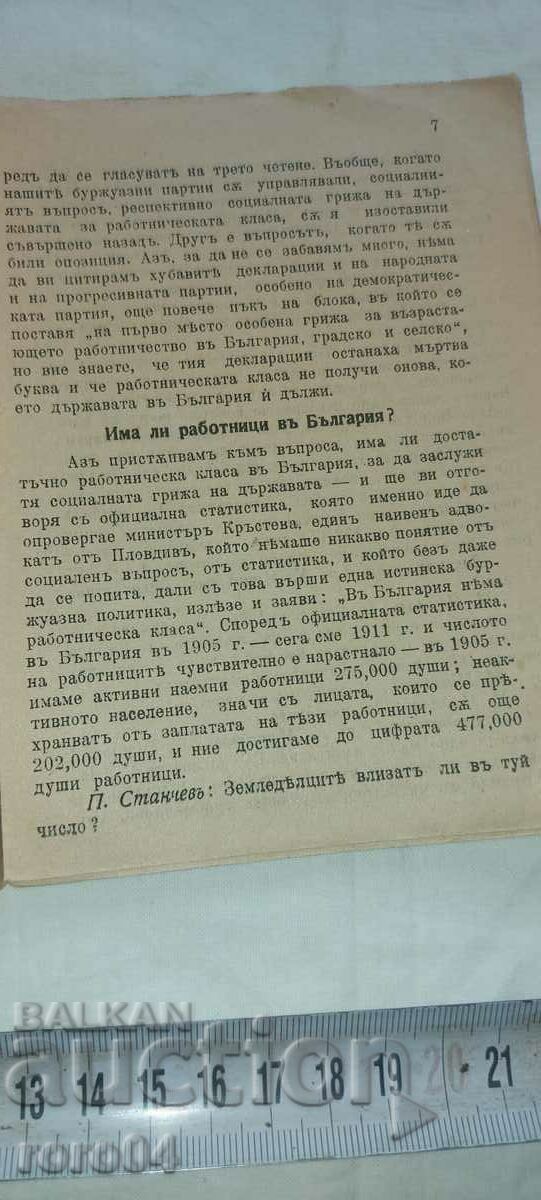 7
редъ да се гласуватъ на трето четене. Въобще, когато
нашитѣ буржуазни партии сѫ управлявали, социални-
ятъ въпросъ, респективно социалната грижа на дър-
жавата за работническата класа, сѫ я изоставили
съвършено назадъ. Другъ е въпросътъ, когато тѣ сѫ
били опозиция. Азъ, за да не се забавямъ много, нѣма
да ви цитирамъ хубавитѣ декларации и на народната
и на прогресивната партии, особено на демократичес-
ката партия, още повече пъкъ на блока, въ който се
поставя „на първо мѣсто особена грижа за възраста-
ющето работничество въ България, градско и селско“,
но вие знаете, че тия декларации останаха мъртва
буква и че работническата класа не получи онова, ко-
ето държавата въ България ѝ дължи.
Има ли работници въ България?
Азъ пристѫпвамъ къмъ въпроса, има ли доста-
тъчно работническа класа въ България, за да заслужи
тя социалната грижа на държавата — и ще ви отго-
воря съ официална статистика, която именно иде да
опровергае министъръ Кръстева, единъ наивенъ адво-
катъ отъ Пловдивъ, който нѣмаше никакво понятие отъ
социаленъ въпросъ, отъ статистика, и който безъ даже
да се попита, дали съ това върши една истинска бур-
жуазна политика, излѣзе и заяви: „Въ България нѣма
работническа класа“. Споредъ официалната статистика,
въ България въ 1905 г. — сега сме 1911 г. и числото
на работницитѣ чувствително е нарастнало — въ 1905 г.
имаме активни наемни работници 275,000 души; неак-
тивното население, значи съ лицата, които се прѣ-
хранватъ отъ заплатата на тѣзи работници, сѫ още
202,000 души, и ние достигаме до цифрата 477,000
души работници.
П. Станчевъ: Земледѣлцитѣ влизатъ ли въ туй
число?
BALKAN
auction
13 14 15 16 17 18 19 20 21
roro04